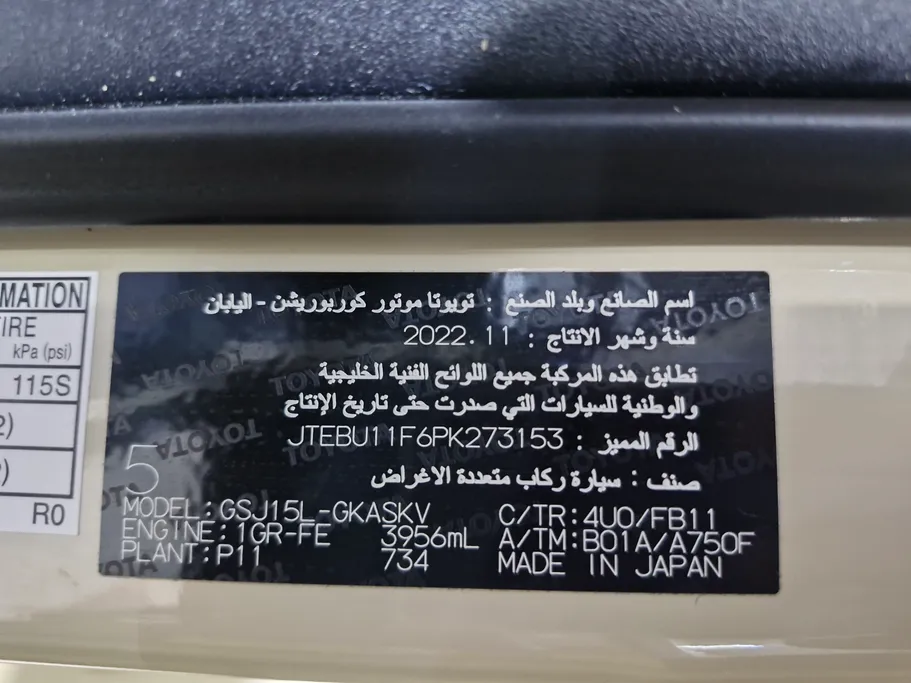 MATION
TIRE
kPa (psi)
115S
2)
)
R0
اسم الصانع وبلد الصنع : تويوتا موتور كوربوريشن - اليابان
سنة وشهر الانتاج : 2022.11
تطابق هذه المركبة جميع اللوائح الفنية الخليجية
والوطنية للسيارات التي صدرت حتى تاريخ الإنتاج
الرقم المميز : JTEBU11F6PK273153
صنف : سيارة ركاب متعددة الاغراض
5
MODEL:GSJ15L-GKASKV C/TR:4U0/FB11
ENGINE:1GR-FE 3956mL A/TM:B01A/A750F
PLANT:P11 734 MADE IN JAPAN
TOYOTA